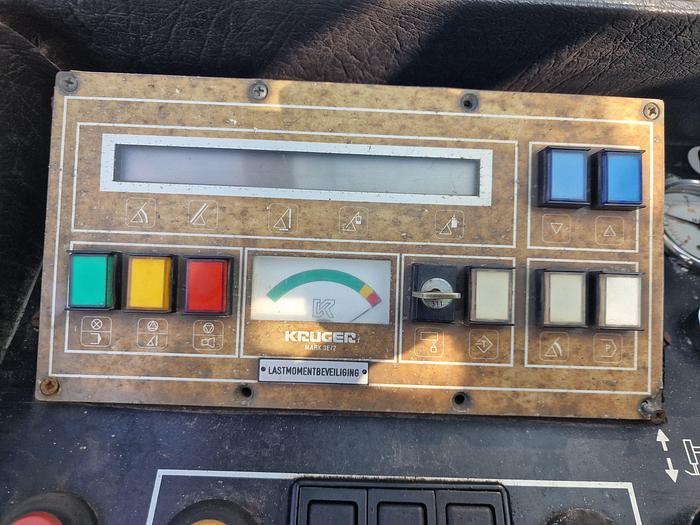 KRUGER
MARK 3E/2
LASTMOMENTBEVEILIGING